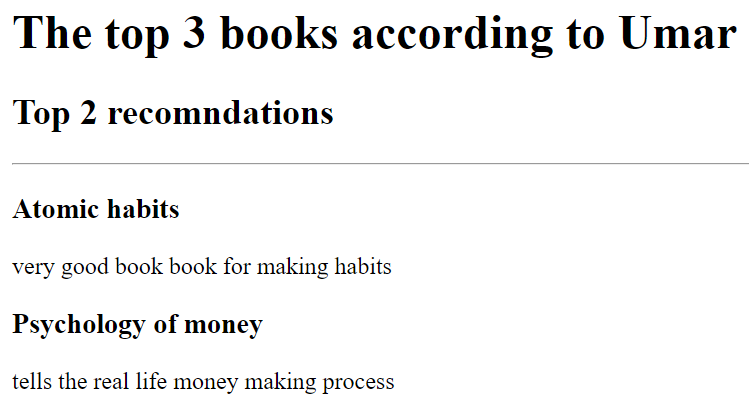 The top 3 books according to Umar
Top 2 recomndations
Atomic habits
very good book book for making habits
Psychology of money
tells the real life money making process